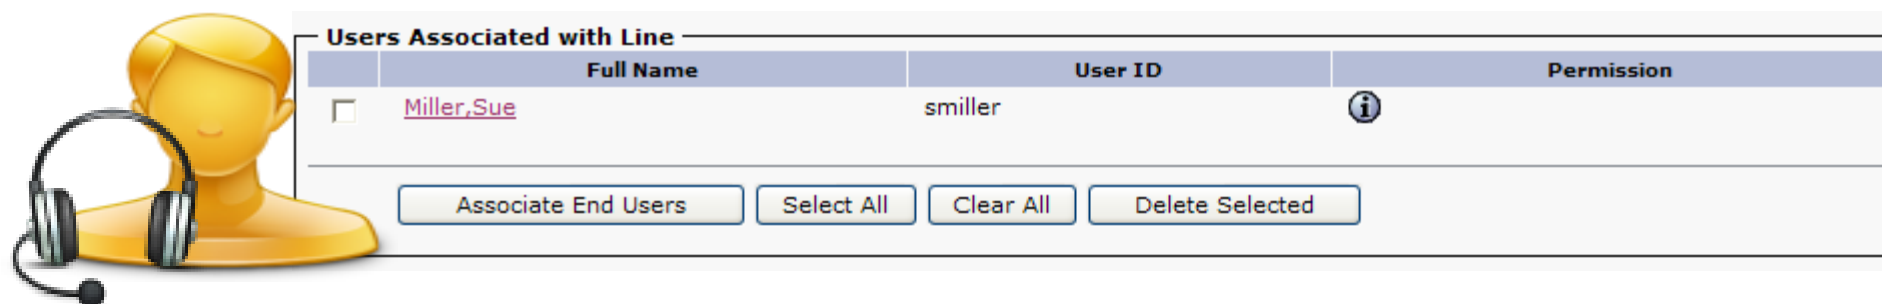 Users Associated with Line
Full Name User ID Permission
Miller,Sue smiller
Associate End Users Select All Clear All Delete Selected